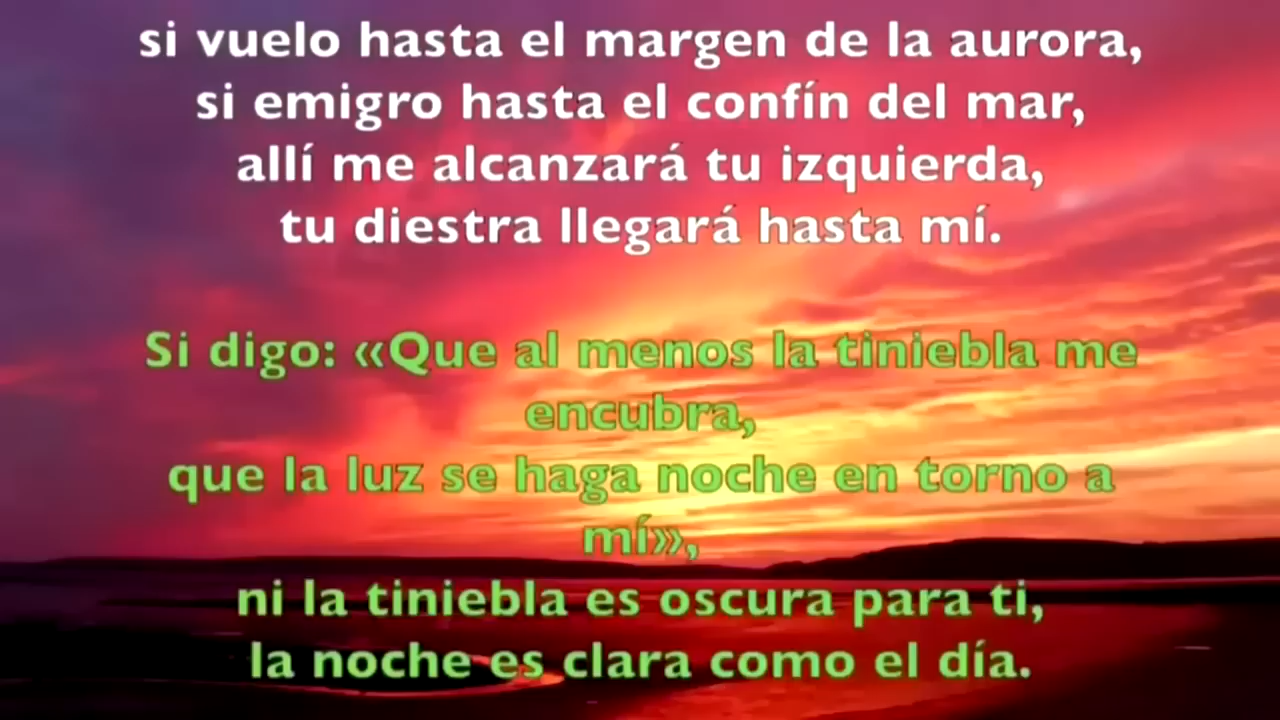 si vuelo hasta el margen de la aurora,
si emigro hasta el confín del mar,
allí me alcanzará tu izquierda,
tu diestra llegará hasta mí.
Si digo: «Que al menos la tiniebla me
encubra,
que la luz se haga noche en torno a
mí»,
ni la tiniebla es oscura para ti,
la noche es clara como el día.